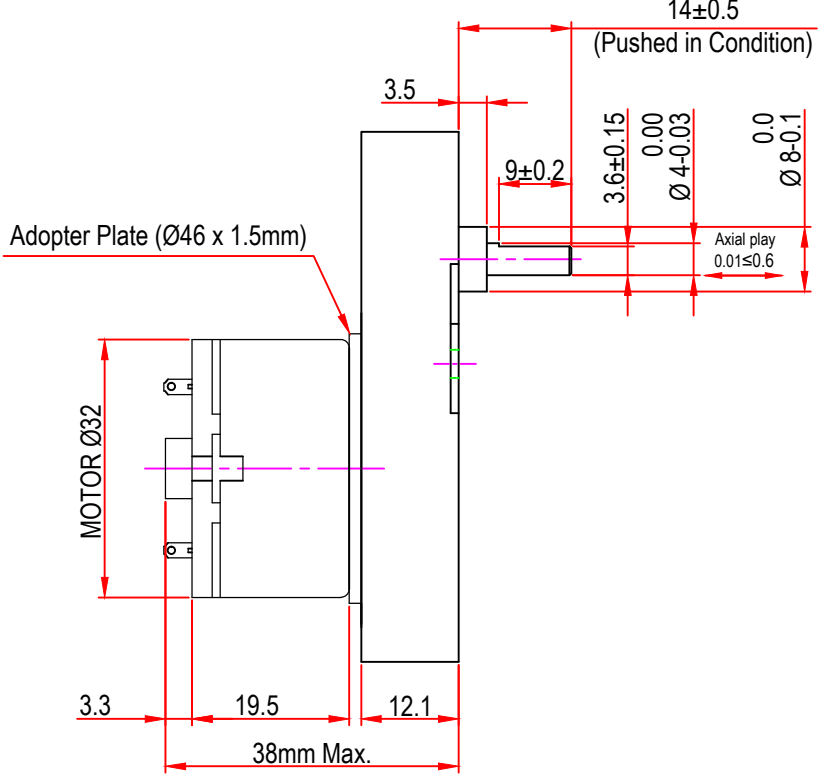 14±0.5
(Pushed in Condition)
3.5
9±0.2
3.6±0.15
0.00
Ø 4-0.03
0.0
Ø 8-0.1
Adopter Plate (Ø46 x 1.5mm)
Axial play
0.01≤0.6
MOTOR Ø32
3.3
19.5
12.1
38mm Max.